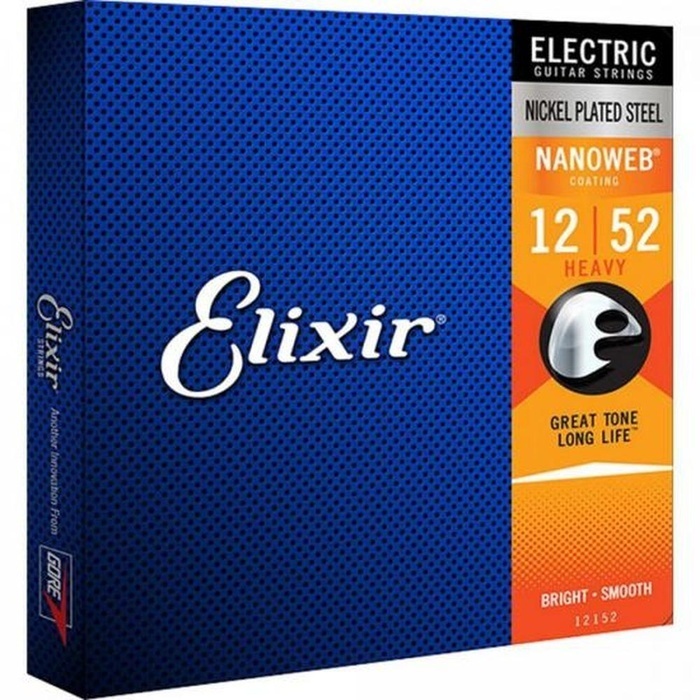 ELECTRIC
GUITAR STRINGS
NICKEL PLATED STEEL
NANOWEB®
COATING
12 | 52
HEAVY
e
GREAT TONE
LONG LIFE™
BRIGHT - SMOOTH
12152
Elixir®
Elixir
STRINGS
Another Innovation From
GORE